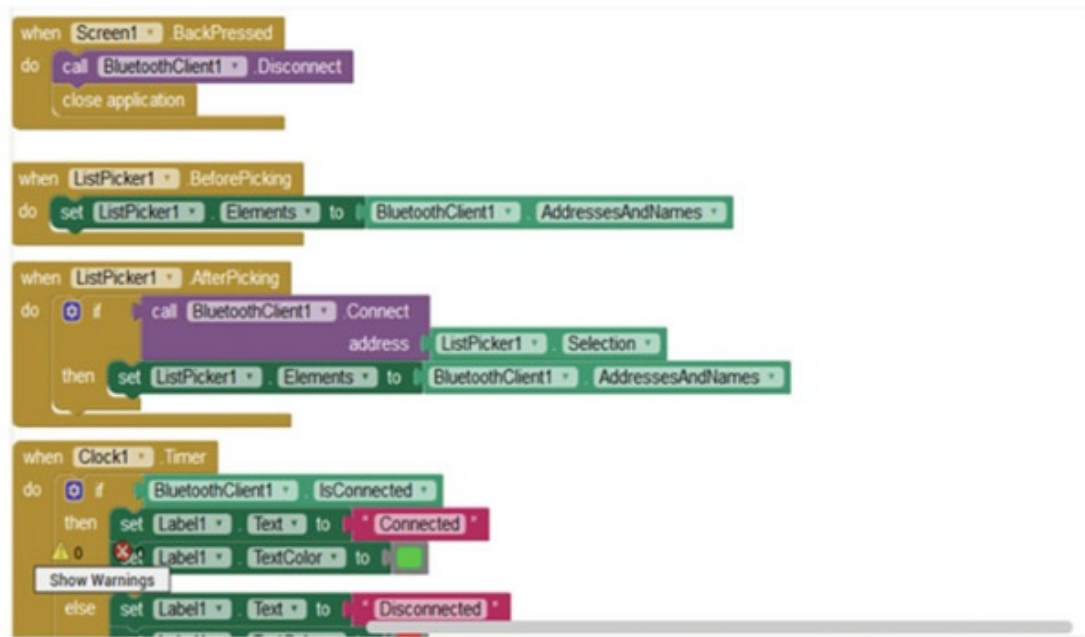 when Screen1 .BackPressed
do call BluetoothClient1 .Disconnect
close application
when ListPicker1 .BeforePicking
do set ListPicker1 . Elements to BluetoothClient1 . AddressesAndNames
when ListPicker1 .AfterPicking
do if call BluetoothClient1 .Connect
address ListPicker1 . Selection
then set ListPicker1 . Elements to BluetoothClient1 . AddressesAndNames
when Clock1 .Timer
do if BluetoothClient1 . IsConnected
then set Label1 . Text to " Connected "
0 0 set Label1 . TextColor to
Show Warnings
else set Label1 . Text to " Disconnected "